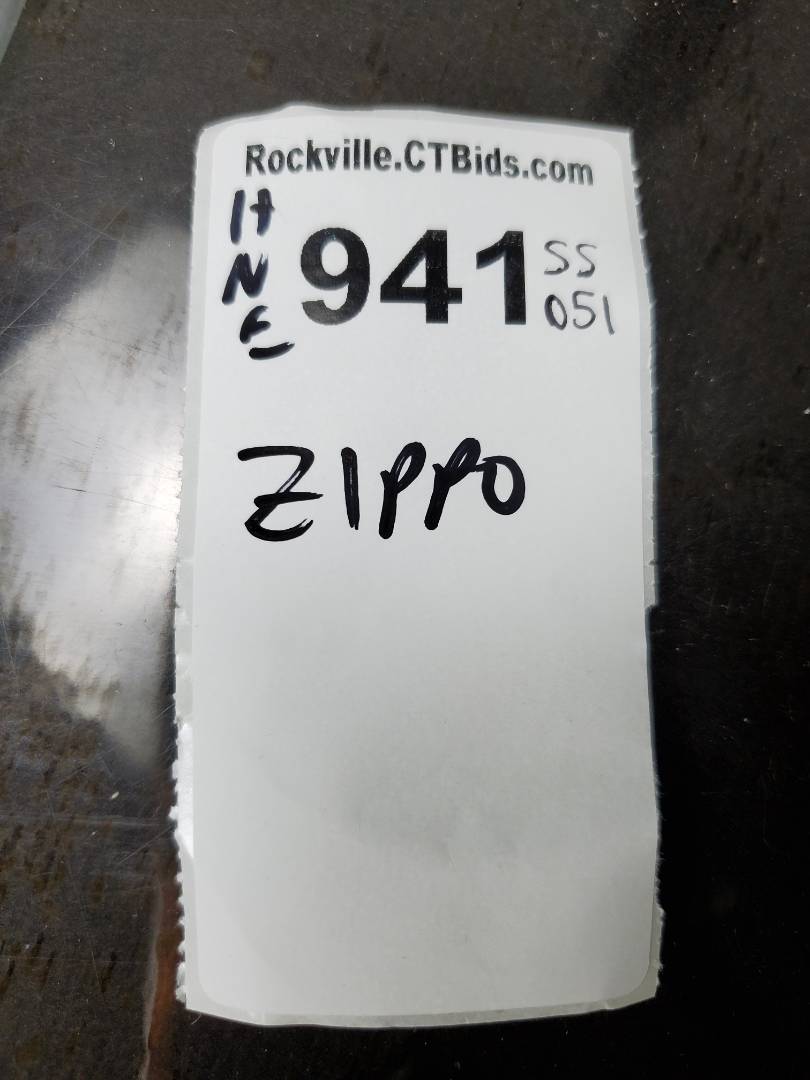 Rockville.CTBids.com
H
N
E
941
SS
051
ZIPPO